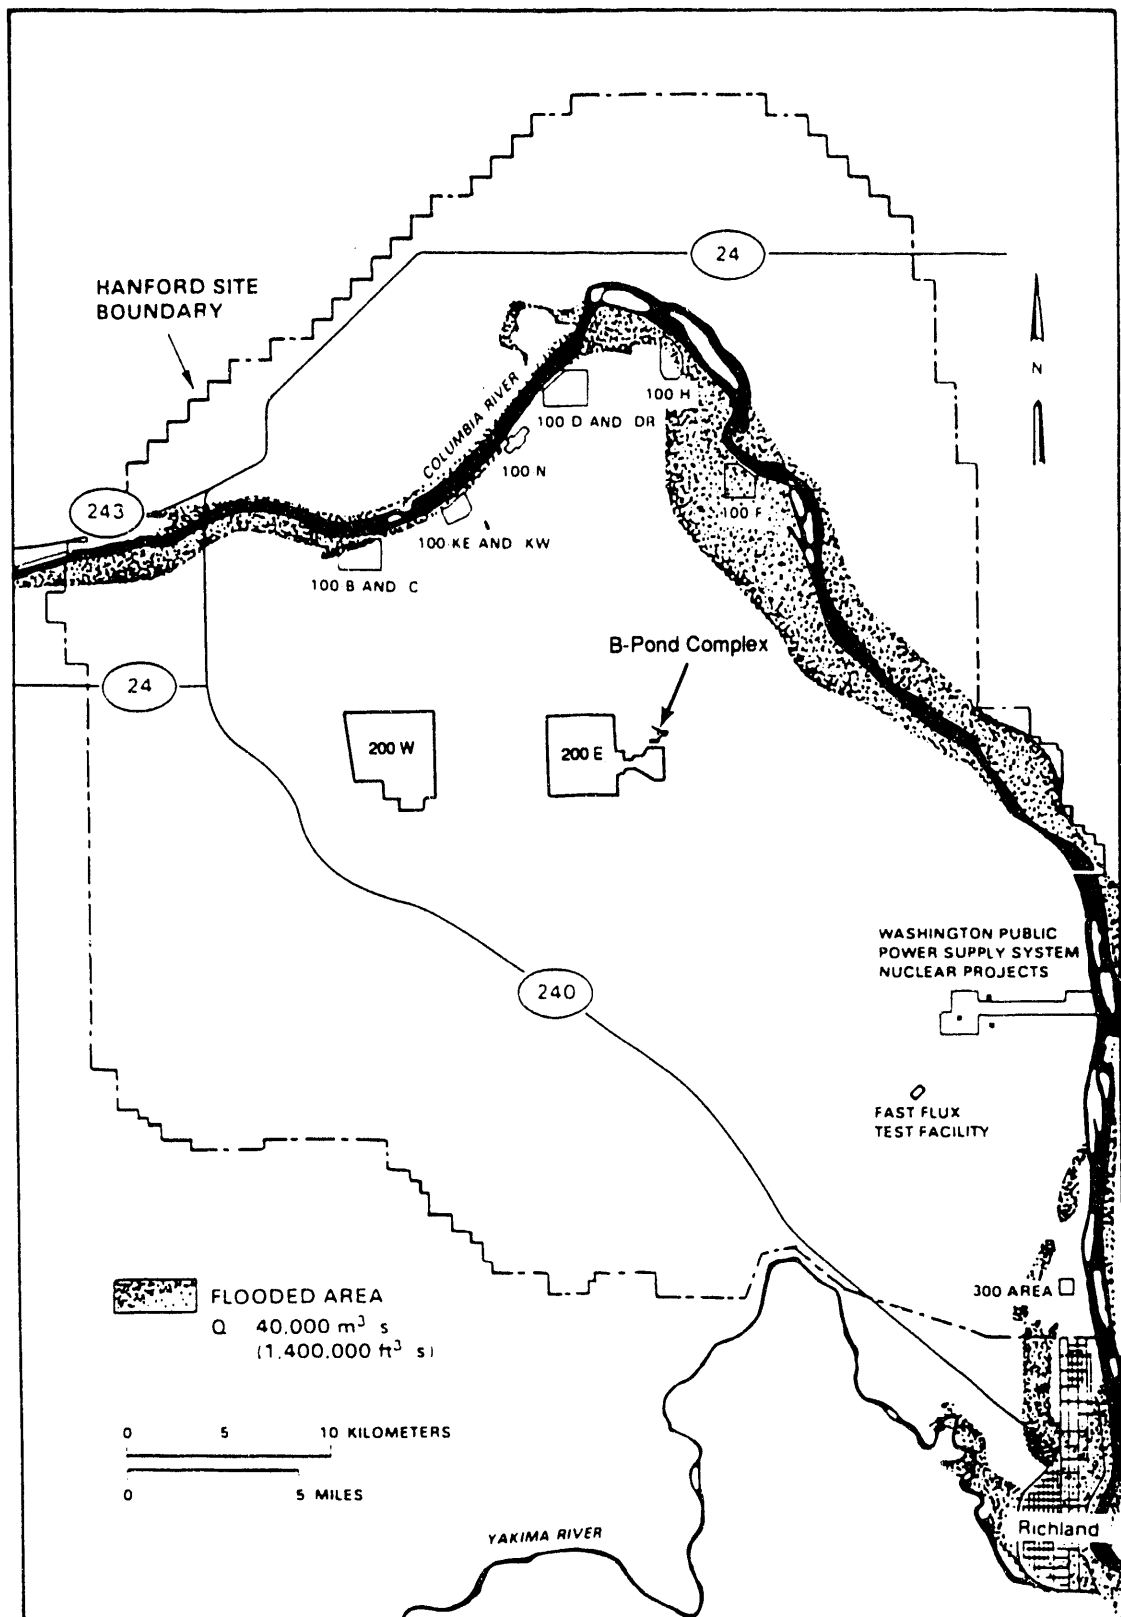 24
HANFORD SITE
BOUNDARY
N
COLUMBIA RIVER
100 H
100 D AND DR
100 N
243
100 F
100 KE AND KW
100 B AND C
B-Pond Complex
24
200 W
200 E
WASHINGTON PUBLIC
POWER SUPPLY SYSTEM
NUCLEAR PROJECTS
240
FAST FLUX
TEST FACILITY
300 AREA
FLOODED AREA
Q 40,000 m³ s
(1,400,000 ft³ s)
0 5 10 KILOMETERS
0 5 MILES
Richland
YAKIMA RIVER